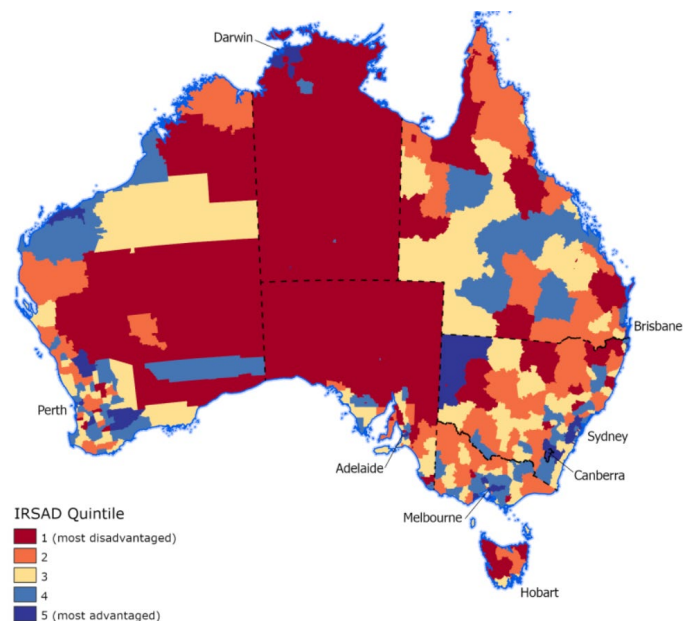 Darwin
Brisbane
Perth
Sydney
Adelaide
Canberra
Melbourne
IRSAD Quintile
1 (most disadvantaged)
2
3
4
5 (most advantaged)
Hobart